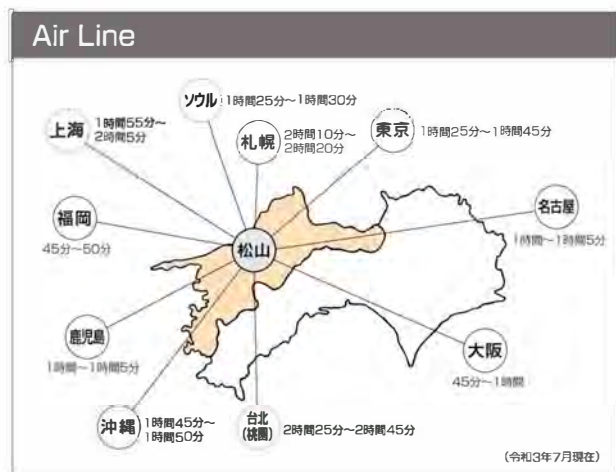 Air Line
ソウル 1時間25分～1時間30分
上海 1時間55分～
2時間5分
札幌 2時間10分～
2時間20分
東京 1時間25分～1時間45分
福岡
45分～50分
名古屋
1時間～1時間5分
松山
鹿児島
1時間～1時間5分
大阪
45分～1時間
沖縄 1時間45分～
1時間50分
台北
(桃園) 2時間25分～2時間45分
(令和3年7月現在)